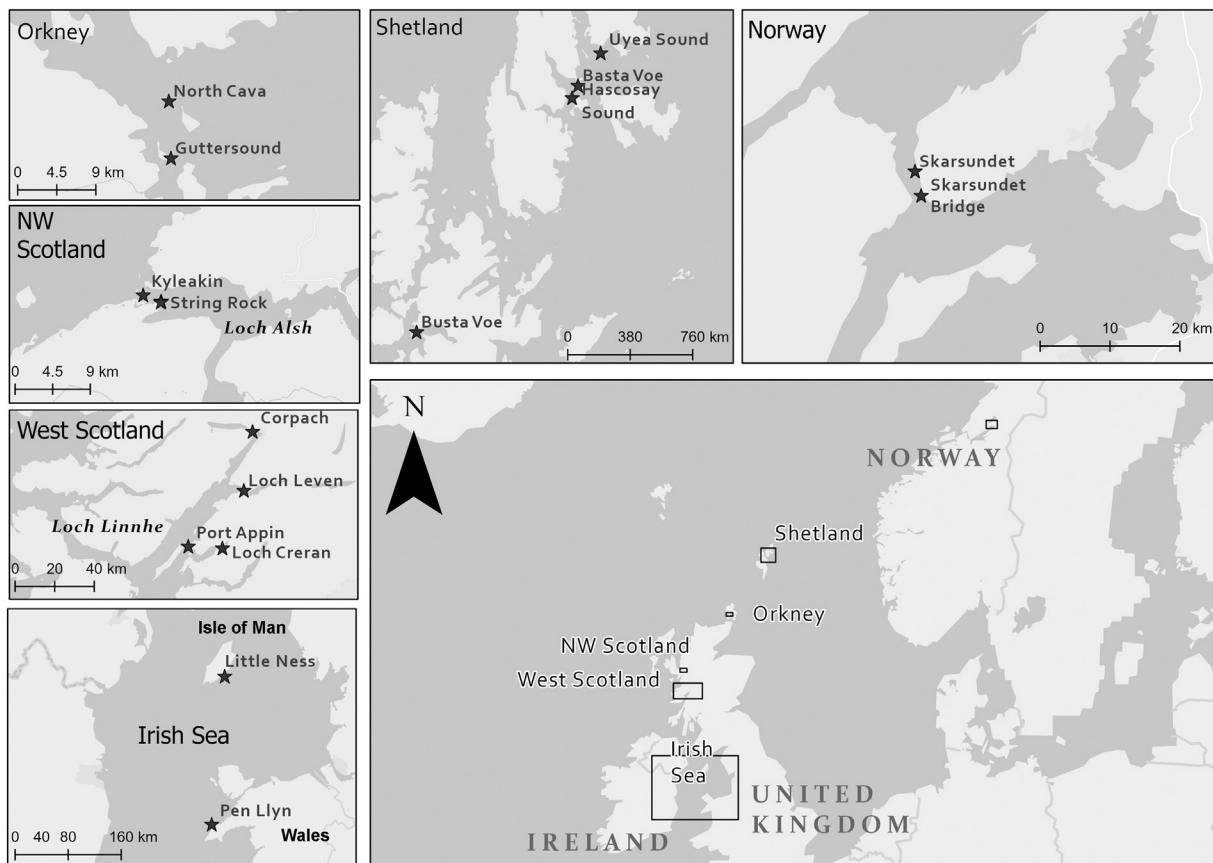 Orkney
North Cava
Guttersound
0 4.5 9 km
NW
Scotland
Kyleakin
String Rock
Loch Alsh
0 4.5 9 km
West Scotland
Corpach
Loch Leven
Loch Linnhe
Port Appin
Loch Creran
0 20 40 km
Isle of Man
Little Ness
Irish Sea
Pen Llyn
Wales
0 40 80 160 km
Shetland
Uyea Sound
Basta Voe
Hascosay
Sound
Busta Voe
0 380 760 km
Norway
Skarsundet
Skarsundet
Bridge
0 10 20 km
N
NORWAY
Shetland
Orkney
NW Scotland
West Scotland
Irish
Sea
UNITED
KINGDOM
IRELAND